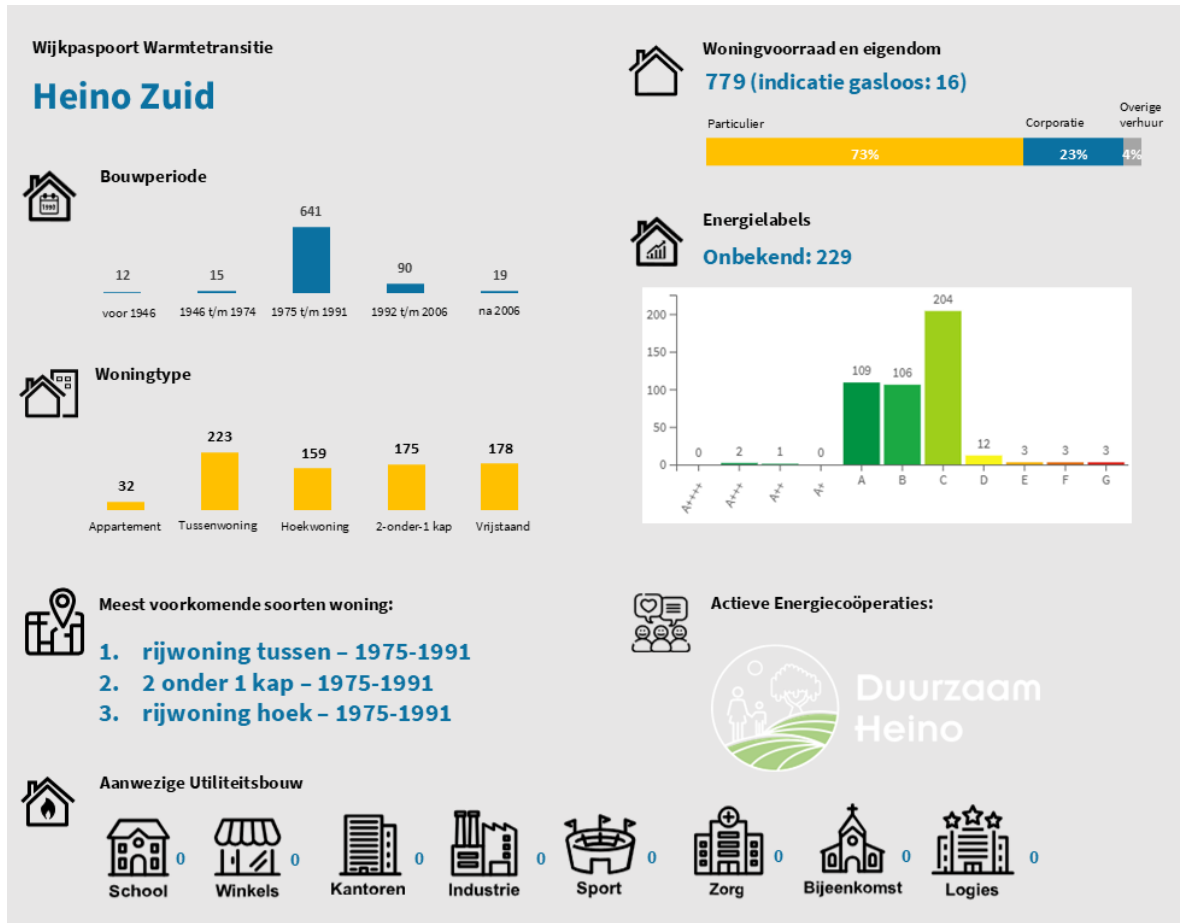 Wijkpaspoort Warmtetransitie
Heino Zuid
Bouwperiode
1990
12 15 641 90 19
voor 1946 1946 t/m 1974 1975 t/m 1991 1992 t/m 2006 na 2006
Woningtype
32 223 159 175 178
Appartement Tussenwoning Hoekwoning 2-onder-1 kap Vrijstaand
Meest voorkomende soorten woning:
1. rijwoning tussen – 1975-1991
2. 2 onder 1 kap – 1975-1991
3. rijwoning hoek – 1975-1991
Woningvoorraad en eigendom
779 (indicatie gasloos: 16)
Particulier Corporatie Overige
verhuur
73% 23% 4%
Energielabels
Onbekend: 229
200
150
100
50
0
0 2 1 0 109 106 204 12 3 3 3
A++++ A+++ A++ A+ A B C D E F G
Actieve Energiecoöperaties:
Duurzaam
Heino
Aanwezige Utiliteitsbouw
0 0 0 0 0 0 0 0
School Winkels Kantoren Industrie Sport Zorg Bijeenkomst Logies